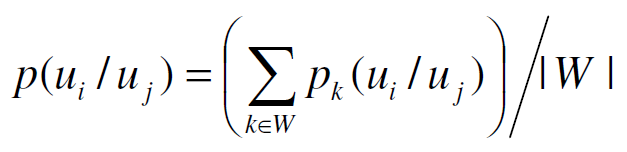 p(u_i / u_j) = ( ∑_{k∈W} p_k (u_i / u_j) ) / | W |